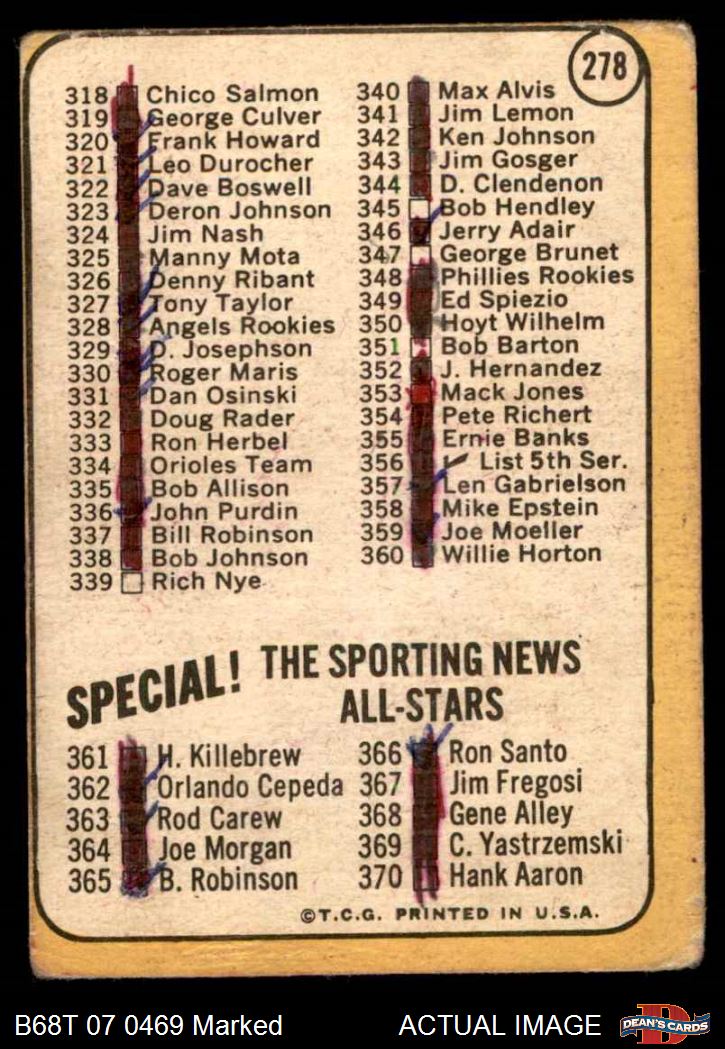 278
318 Chico Salmon
319 George Culver
320 Frank Howard
321 Leo Durocher
322 Dave Boswell
323 Deron Johnson
324 Jim Nash
325 Manny Mota
326 Denny Ribant
327 Tony Taylor
328 Angels Rookies
329 D. Josephson
330 Roger Maris
331 Dan Osinski
332 Doug Rader
333 Ron Herbel
334 Orioles Team
335 Bob Allison
336 John Purdin
337 Bill Robinson
338 Bob Johnson
339 Rich Nye
340 Max Alvis
341 Jim Lemon
342 Ken Johnson
343 Jim Gosger
344 D. Clendenon
345 Bob Hendley
346 Jerry Adair
347 George Brunet
348 Phillies Rookies
349 Ed Spiezio
350 Hoyt Wilhelm
351 Bob Barton
352 J. Hernandez
353 Mack Jones
354 Pete Richert
355 Ernie Banks
356 ✓ List 5th Ser.
357 Len Gabrielson
358 Mike Epstein
359 Joe Moeller
360 Willie Horton
SPECIAL! THE SPORTING NEWS
ALL-STARS
361 H. Killebrew
362 Orlando Cepeda
363 Rod Carew
364 Joe Morgan
365 B. Robinson
366 Ron Santo
367 Jim Fregosi
368 Gene Alley
369 C. Yastrzemski
370 Hank Aaron
©T.C.G. PRINTED IN U.S.A.
B68T 07 0469 Marked
ACTUAL IMAGE
D
DEAN'S CARDS